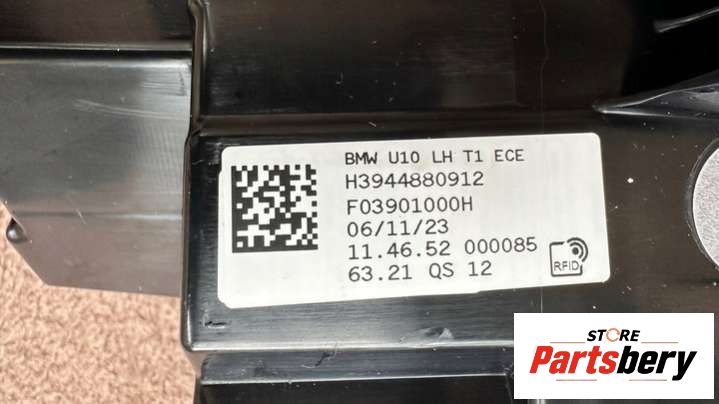 BMW U10 LH T1 ECE
H3944880912
F03901000H
06/11/23
11.46.52 000085
63.21 QS 12
RFID
STORE
Partsbery